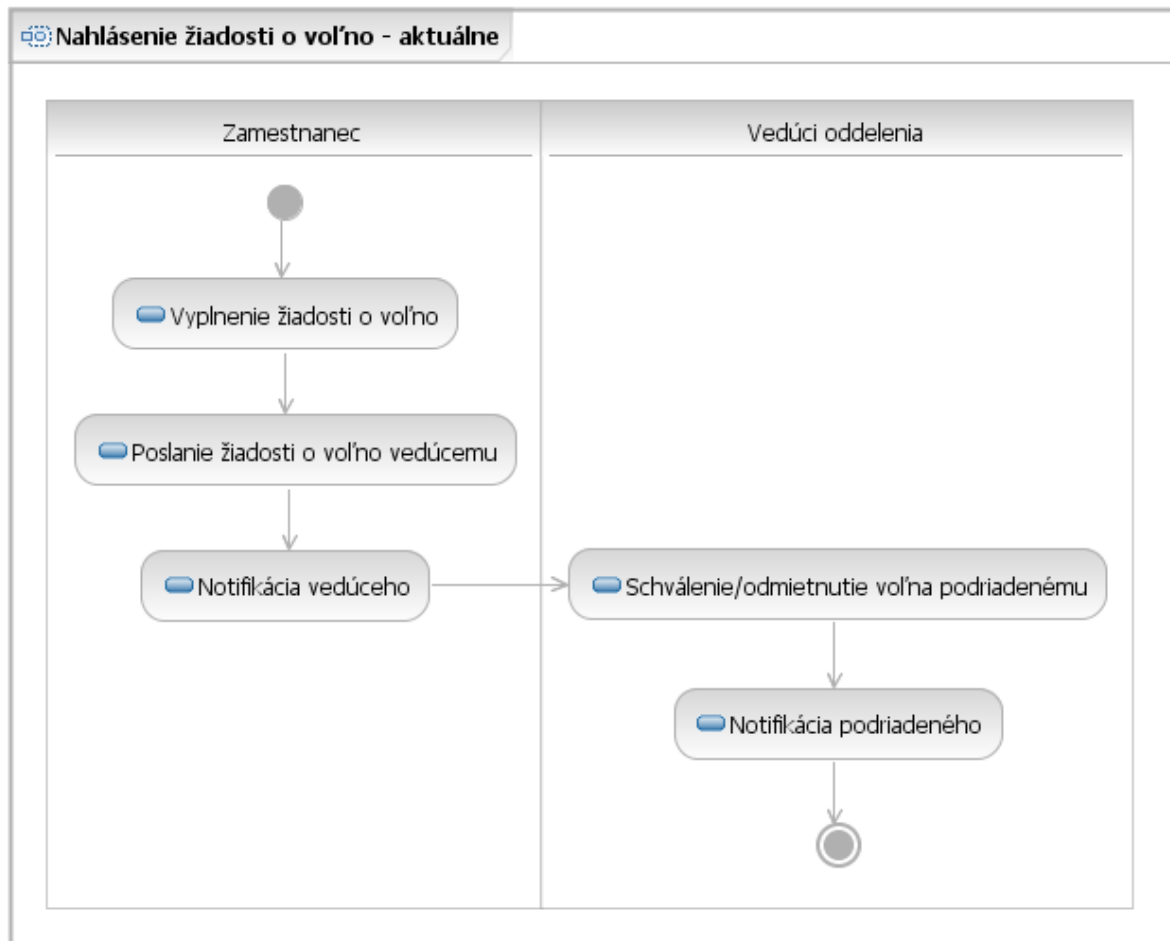 Nahlásenie žiadosti o voľno - aktuálne
Zamestnanec
Vedúci oddelenia
Vyplnenie žiadosti o voľno
Poslanie žiadosti o voľno vedúcemu
Notifikácia vedúceho
Schválenie/odmietnutie voľna podriadenému
Notifikácia podriadeného